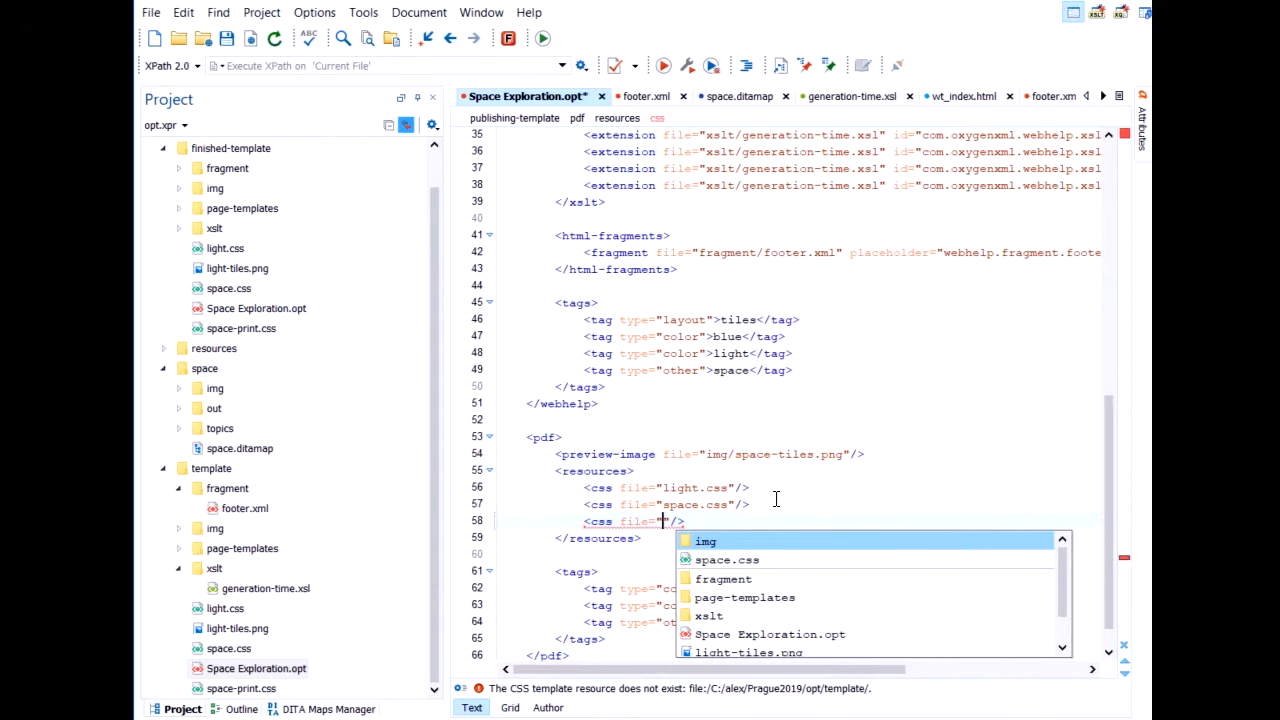 File Edit Find Project Options Tools Document Window Help
XPath 2.0 Execute XPath on 'Current File'
Project
opt.xpr
finished-template
fragment
img
page-templates
xslt
light.css
light-tiles.png
space.css
Space Exploration.opt
space-print.css
resources
space
img
out
topics
space.ditamap
template
fragment
footer.xml
img
page-templates
xslt
generation-time.xsl
light.css
light-tiles.png
space.css
Space Exploration.opt
space-print.css
Project Outline DITA Maps Manager
Space Exploration.opt* footer.xml space.ditamap generation-time.xsl wt_index.html footer.xm
publishing-template pdf resources css
35 <extension file="xslt/generation-time.xsl" id="com.oxygenxml.webhelp.xsl
36 <extension file="xslt/generation-time.xsl" id="com.oxygenxml.webhelp.xsl
37 <extension file="xslt/generation-time.xsl" id="com.oxygenxml.webhelp.xsl
38 <extension file="xslt/generation-time.xsl" id="com.oxygenxml.webhelp.xsl
39 </xslt>
40
41 <html-fragments>
42 <fragment file="fragment/footer.xml" placeholder="webhelp.fragment.foote
43 </html-fragments>
44
45 <tags>
46 <tag type="layout">tiles</tag>
47 <tag type="color">blue</tag>
48 <tag type="color">light</tag>
49 <tag type="other">space</tag>
50 </tags>
51 </webhelp>
52
53 <pdf>
54 <preview-image file="img/space-tiles.png"/>
55 <resources>
56 <css file="light.css"/>
57 <css file="space.css"/>
58 <css file=""/>
59 </resources>
60
61 <tags>
62 <tag type="co
63 <tag type="co
64 <tag type="ot
65 </tags>
66 </pdf>
img
space.css
fragment
page-templates
xslt
Space Exploration.opt
light-tiles.png
The CSS template resource does not exist: file:/C:/alex/Prague2019/opt/template/.
Text Grid Author
Attributes